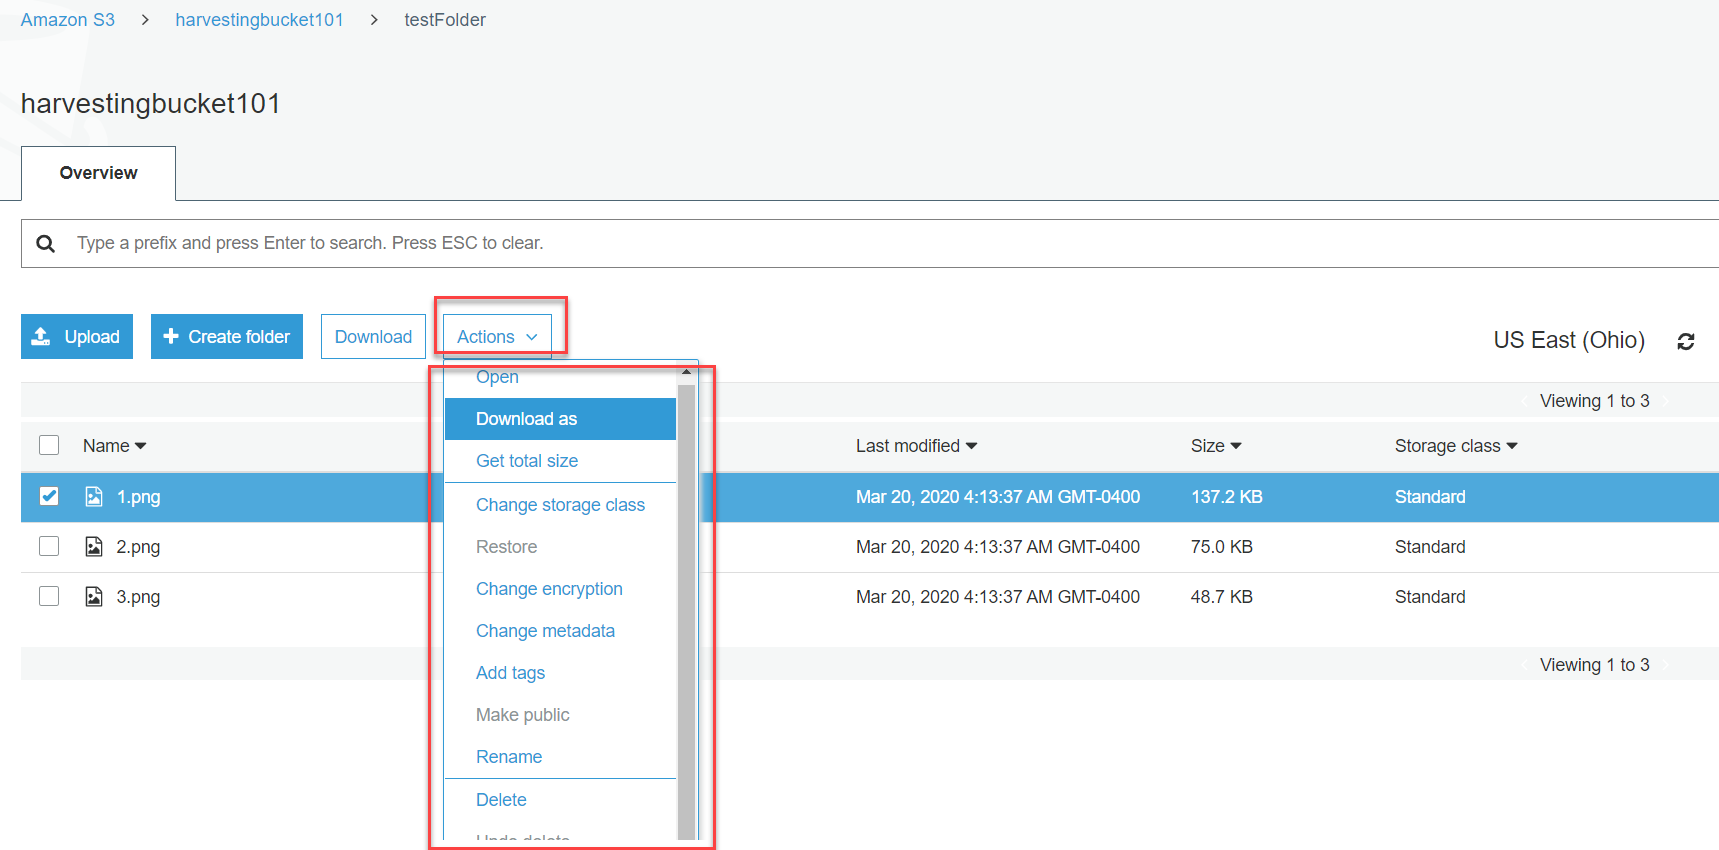 Amazon S3 > harvestingbucket101 > testFolder
harvestingbucket101
Overview
Type a prefix and press Enter to search. Press ESC to clear.
Upload + Create folder Download Actions US East (Ohio)
Open
Viewing 1 to 3
Download as
Name Last modified Size Storage class
Get total size
1.png Mar 20, 2020 4:13:37 AM GMT-0400 137.2 KB Standard
Change storage class
2.png Restore Mar 20, 2020 4:13:37 AM GMT-0400 75.0 KB Standard
Change encryption
3.png Mar 20, 2020 4:13:37 AM GMT-0400 48.7 KB Standard
Change metadata
Add tags Viewing 1 to 3
Make public
Rename
Delete
Undo delete